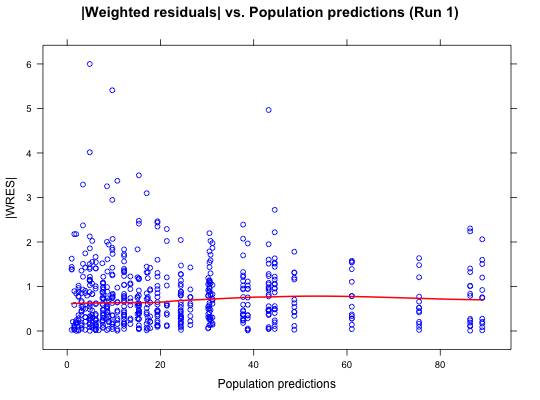 |Weighted residuals| vs. Population predictions (Run 1)
6
5
4
3
2
1
0
|WRES|
0 20 40 60 80
Population predictions